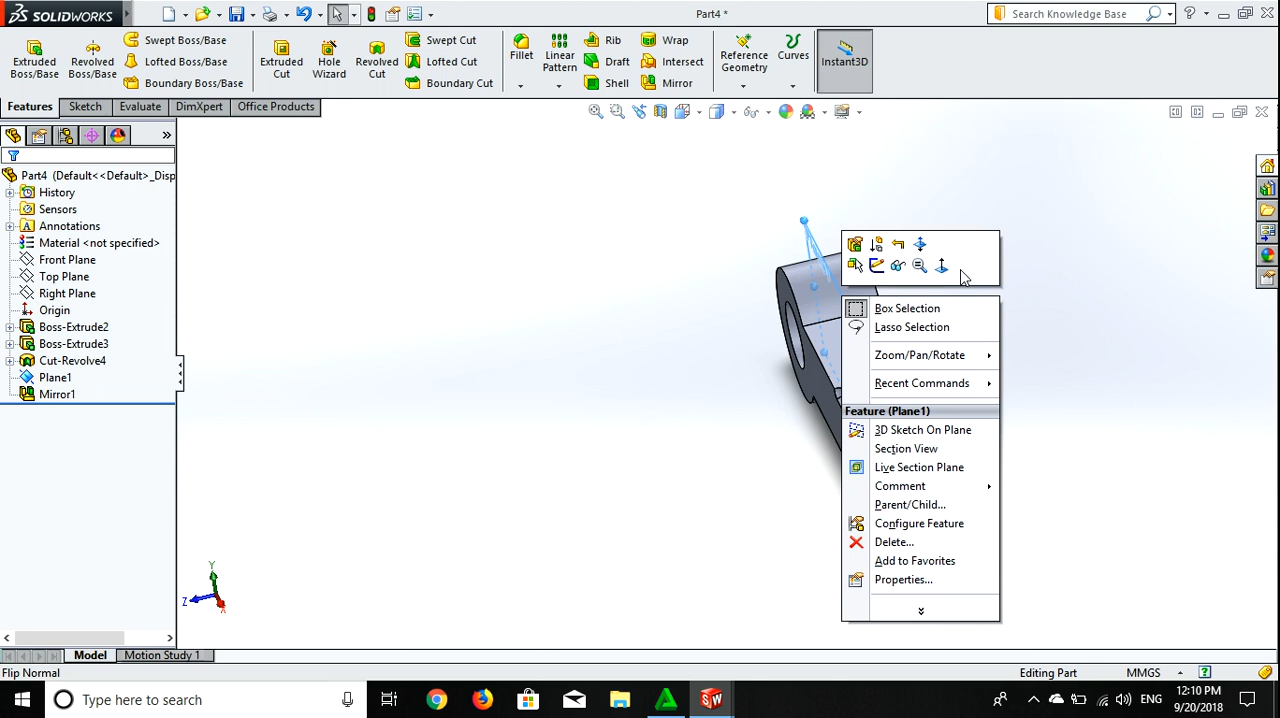 SOLIDWORKS
Part4 *
Search Knowledge Base
Extruded Boss/Base
Revolved Boss/Base
Swept Boss/Base
Lofted Boss/Base
Boundary Boss/Base
Extruded Cut
Hole Wizard
Revolved Cut
Swept Cut
Lofted Cut
Boundary Cut
Fillet
Linear Pattern
Rib
Draft
Shell
Wrap
Intersect
Mirror
Reference Geometry
Curves
Instant3D
Features
Sketch
Evaluate
DimXpert
Office Products
Part4 (Default<<Default>_Disp
History
Sensors
Annotations
Material <not specified>
Front Plane
Top Plane
Right Plane
Origin
Boss-Extrude2
Boss-Extrude3
Cut-Revolve4
Plane1
Mirror1
Box Selection
Lasso Selection
Zoom/Pan/Rotate
Recent Commands
Feature (Plane1)
3D Sketch On Plane
Section View
Live Section Plane
Comment
Parent/Child...
Configure Feature
Delete...
Add to Favorites
Properties...
Y
Z
X
Model
Motion Study 1
Flip Normal
Editing Part
MMGS
Type here to search
ENG
12:10 PM
9/20/2018